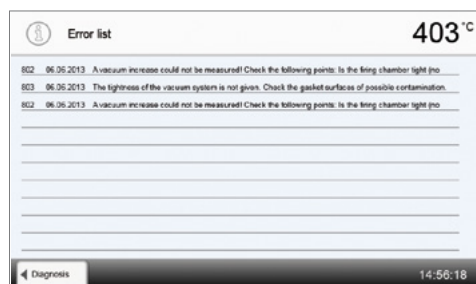 Error list
403 °C
802 06.06.2013 A vacuum increase could not be measured! Check the following points: Is the firing chamber tight (no
803 06.06.2013 The tightness of the vacuum system is not given. Check the gasket surfaces of possible contamination.
802 06.06.2013 A vacuum increase could not be measured! Check the following points: Is the firing chamber tight (no
Diagnosis
14:56:18